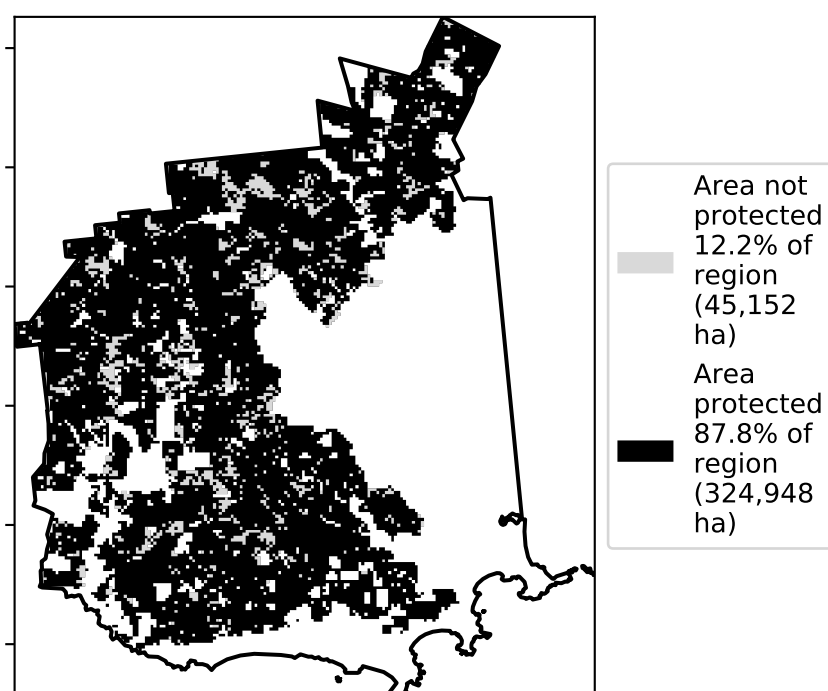 Area not
protected
12.2% of
region
(45,152
ha)
Area
protected
87.8% of
region
(324,948
ha)